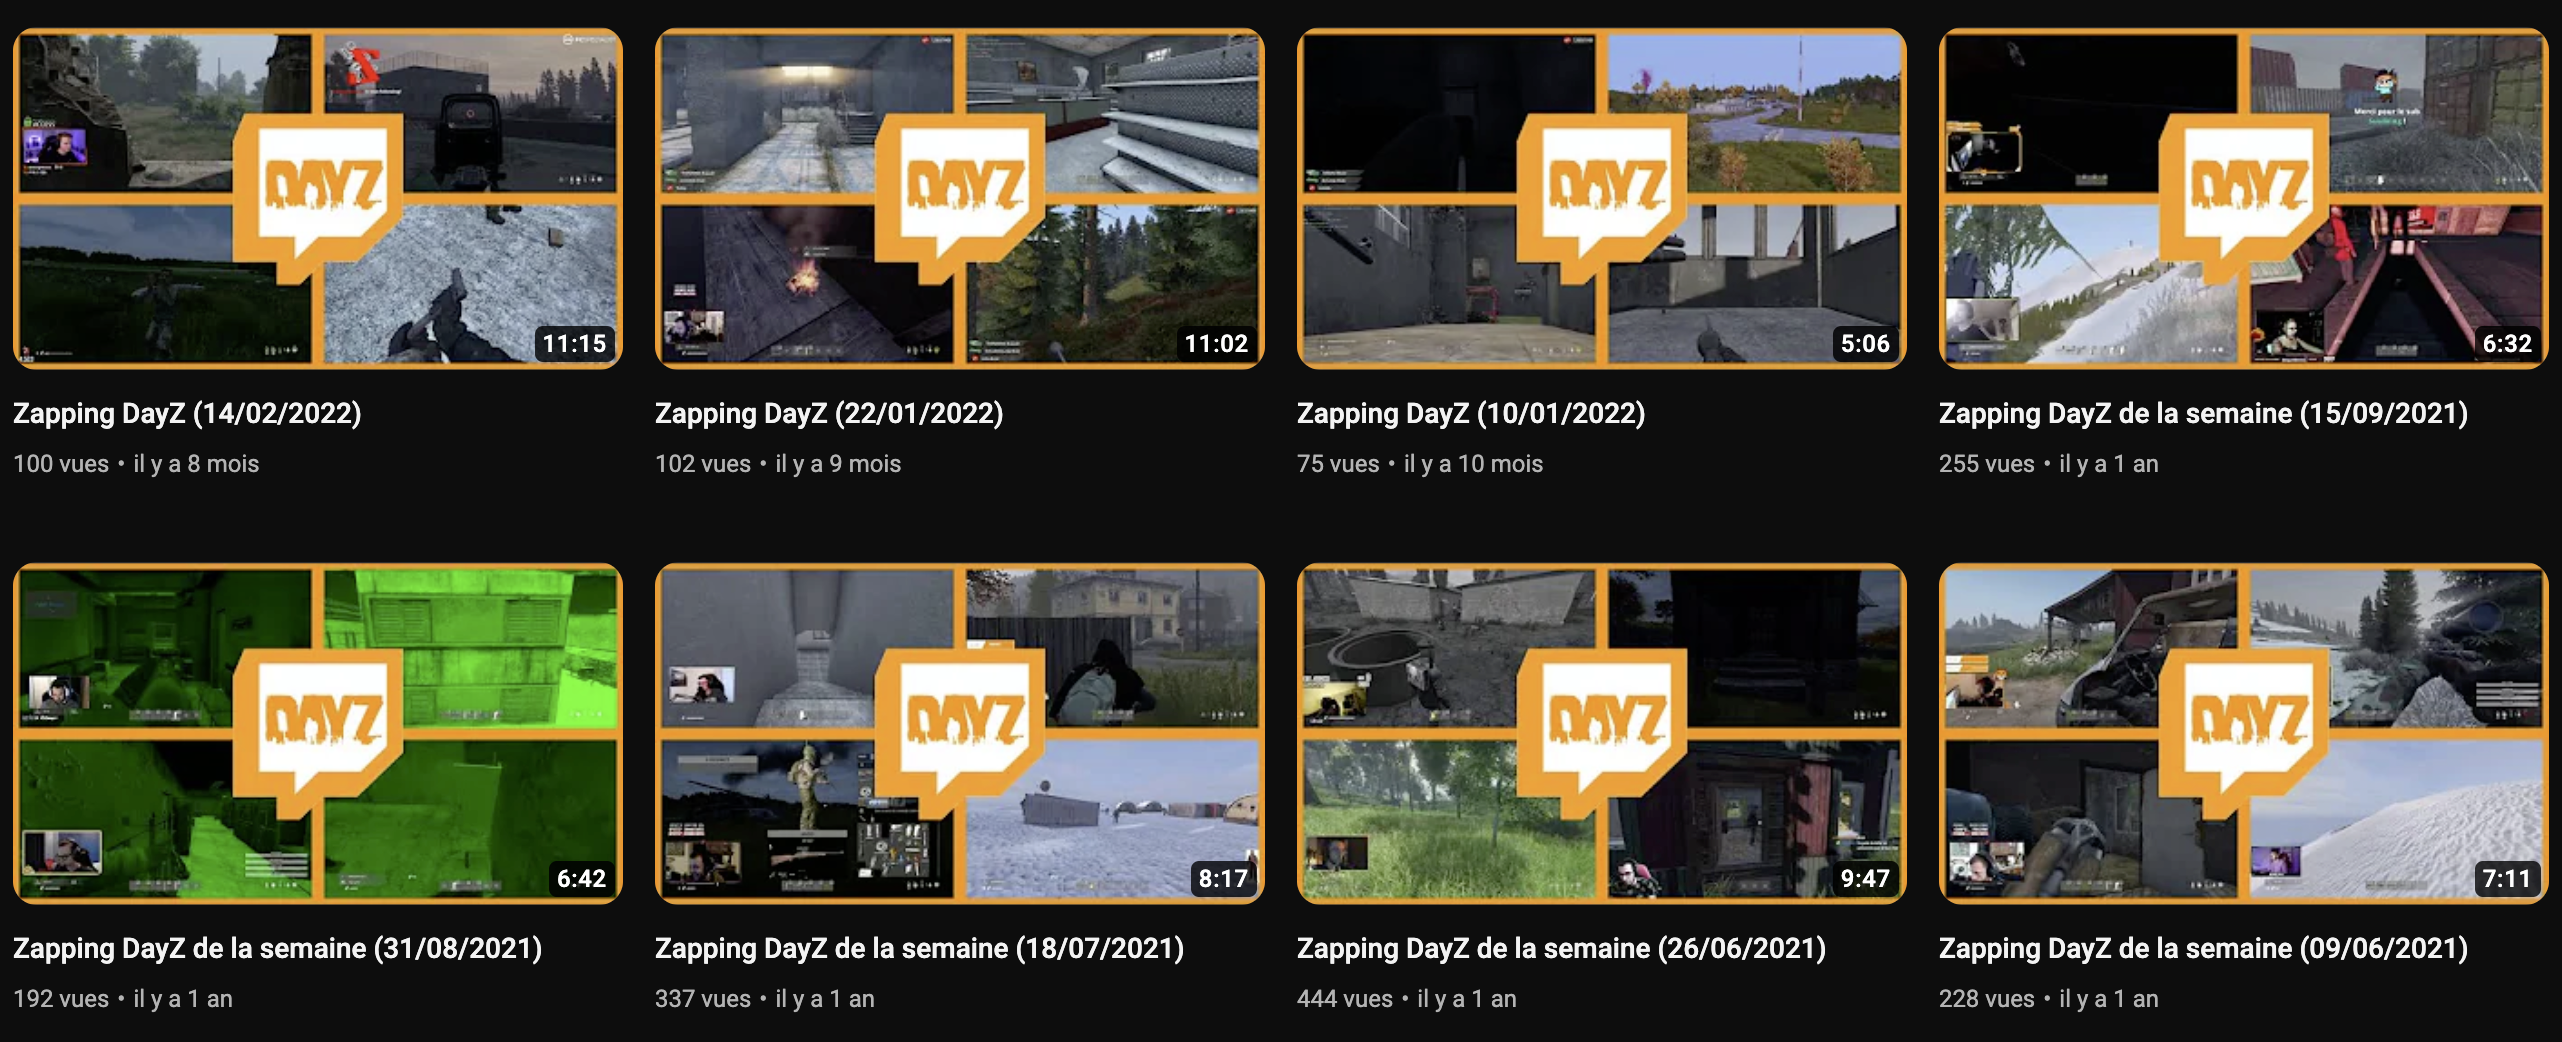 DAYZ
11:15
DAYZ
11:02
DAYZ
5:06
Merci pour le sub
DAYZ
6:32
Zapping DayZ (14/02/2022)
100 vues • il y a 8 mois
Zapping DayZ (22/01/2022)
102 vues • il y a 9 mois
Zapping DayZ (10/01/2022)
75 vues • il y a 10 mois
Zapping DayZ de la semaine (15/09/2021)
255 vues • il y a 1 an
DAYZ
6:42
DAYZ
8:17
DAYZ
9:47
DAYZ
7:11
Zapping DayZ de la semaine (31/08/2021)
192 vues • il y a 1 an
Zapping DayZ de la semaine (18/07/2021)
337 vues • il y a 1 an
Zapping DayZ de la semaine (26/06/2021)
444 vues • il y a 1 an
Zapping DayZ de la semaine (09/06/2021)
228 vues • il y a 1 an